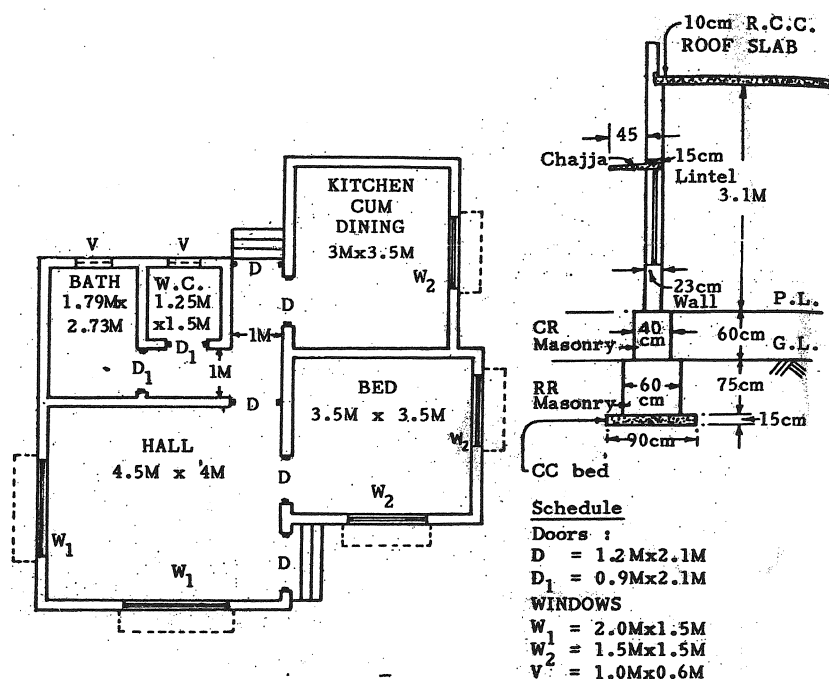 10cm R.C.C.
ROOF SLAB
45
Chajja
15cm
Lintel
3.1M
23cm
Wall
P.L.
CR
Masonry
40
cm
60cm
G.L.
RR
Masonry
60
cm
75cm
15cm
90cm
CC bed
KITCHEN
CUM
DINING
3Mx3.5M
W2
V
V
D
BATH
1.79Mx
2.73M
W.C.
1.25M
x1.5M
D
1M
D1
D1
1M
D
BED
3.5M x 3.5M
W2
HALL
4.5M x 4M
D
W2
W1
W1
D
Schedule
Doors :
D = 1.2Mx2.1M
D1 = 0.9Mx2.1M
WINDOWS
W1 = 2.0Mx1.5M
W2 = 1.5Mx1.5M
V = 1.0Mx0.6M